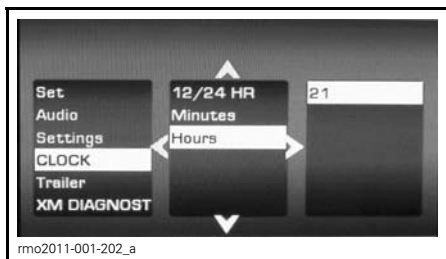 Set
Audio
Settings
CLOCK
Trailer
XM DIAGNOST
12/24 HR
Minutes
Hours
21
rmo2011-001-202_a